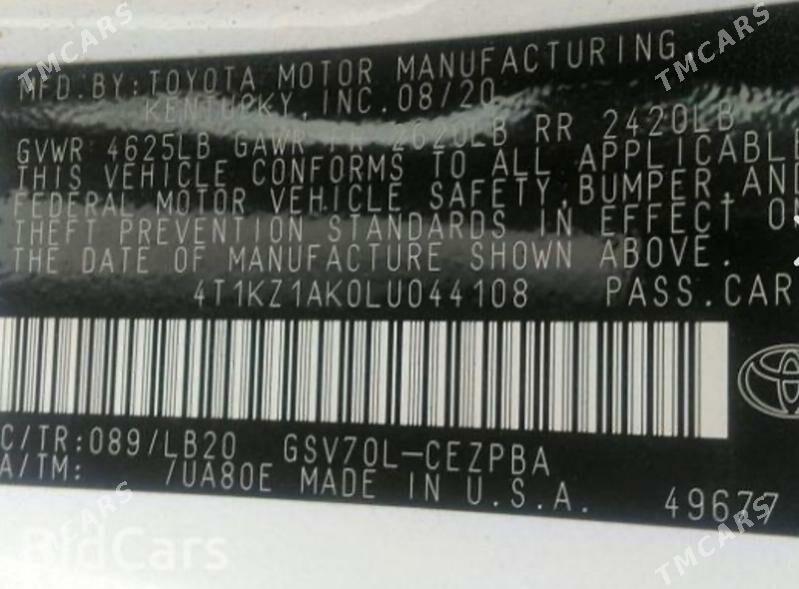 TMCARS
TMCARS
MFD.BY:TOYOTA MOTOR MANUFACTURING,
KENTUCKY, INC. 08/20
GVWR 4625LB GAWR FR 2620LB RR 2420LB
THIS VEHICLE CONFORMS TO ALL APPLICABLE
FEDERAL MOTOR VEHICLE SAFETY, BUMPER, AND
THEFT PREVENTION STANDARDS IN EFFECT ON
THE DATE OF MANUFACTURE SHOWN ABOVE.
4T1KZ1AK0LU044108 PASS.CAR
C/TR:089/LB20 GSV70L-CEZPBA
A/TM: /UA80E MADE IN U.S.A. 49677
TMCARS
TMCARS
BidCars